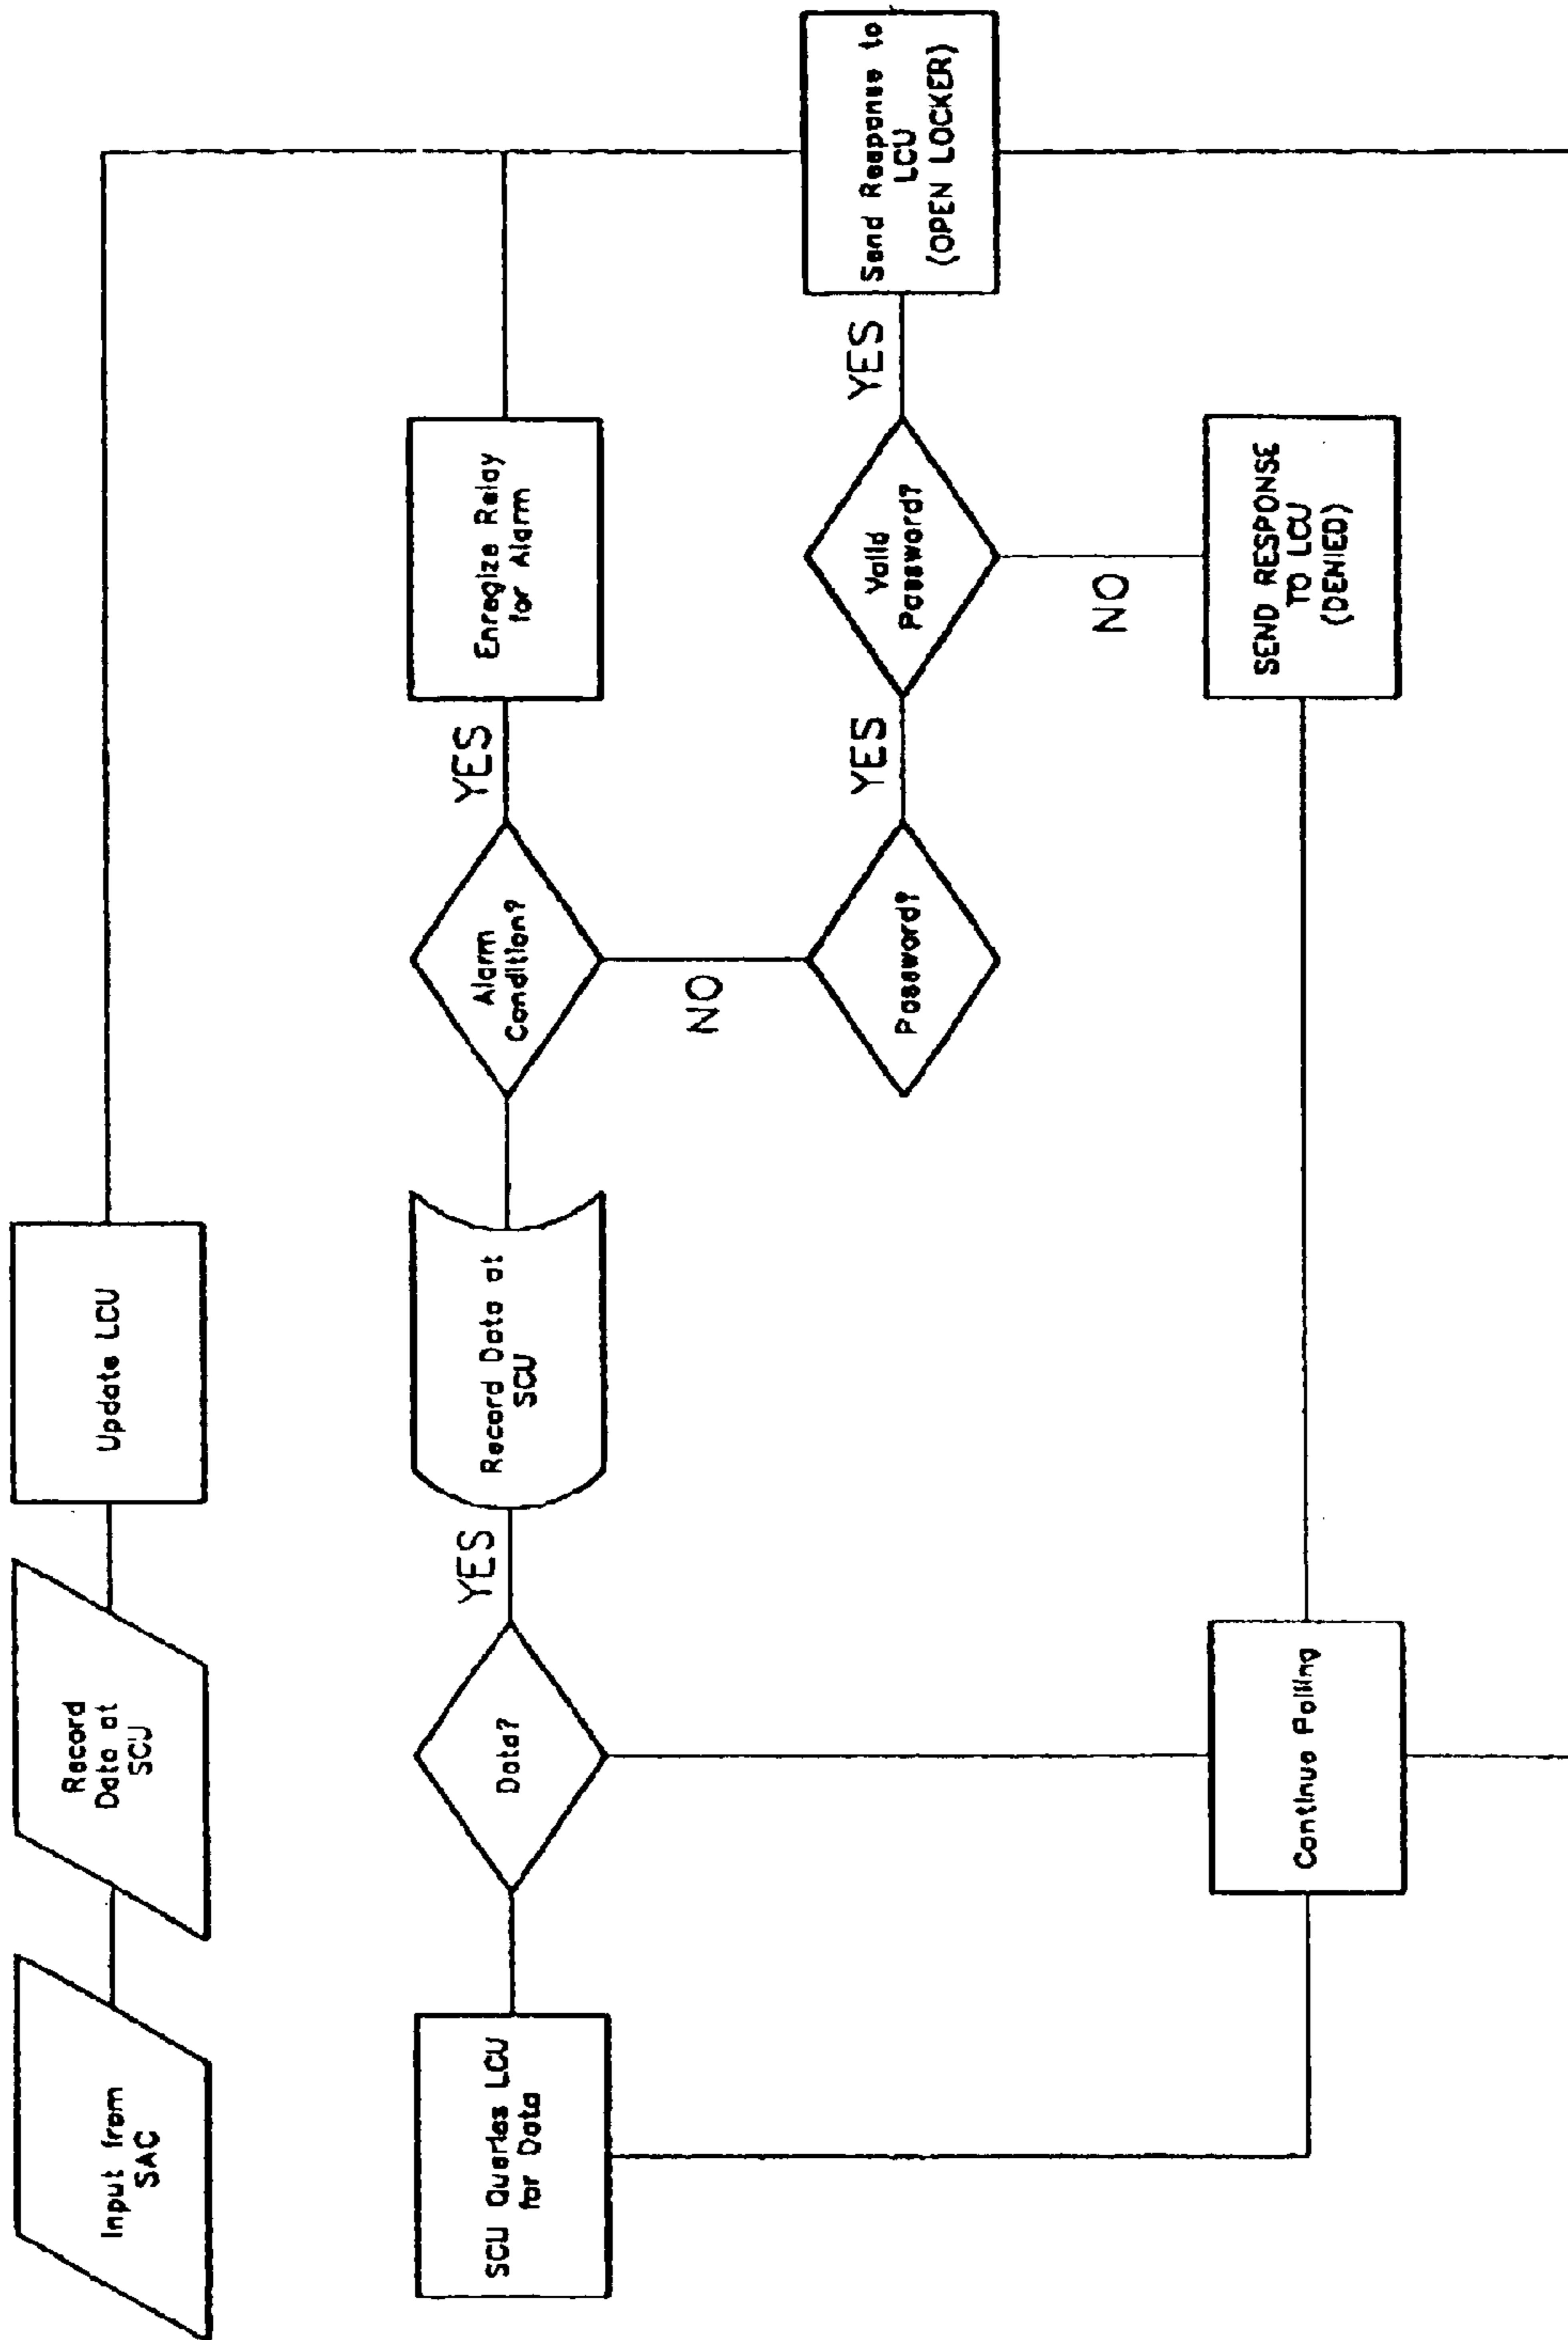 Input from
SAC
Record
Data at
SCU
Update LCU
SCU Queries LCU
for Data
Data?
YES
Record Data at
SCU
Alarm
Condition?
YES
Enregize Relay
for Alarm
NO
Password?
YES
Valid
Password?
YES
Send Response to
LCU
(OPEN LOCKER)
NO
Continue Polling
SEND RESPONSE
TO LCU
(DENIED)